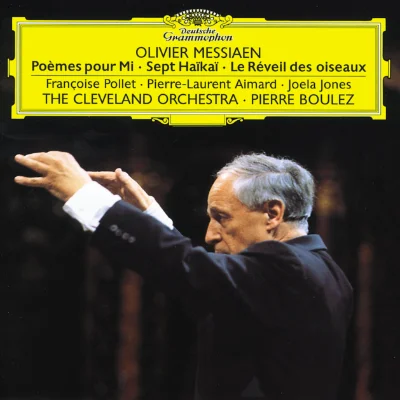 Deutsche
Grammophon
OLIVIER MESSIAEN
Poèmes pour Mi · Sept Haïkaï · Le Réveil des oiseaux
Françoise Pollet · Pierre-Laurent Aimard · Joela Jones
THE CLEVELAND ORCHESTRA · PIERRE BOULEZ